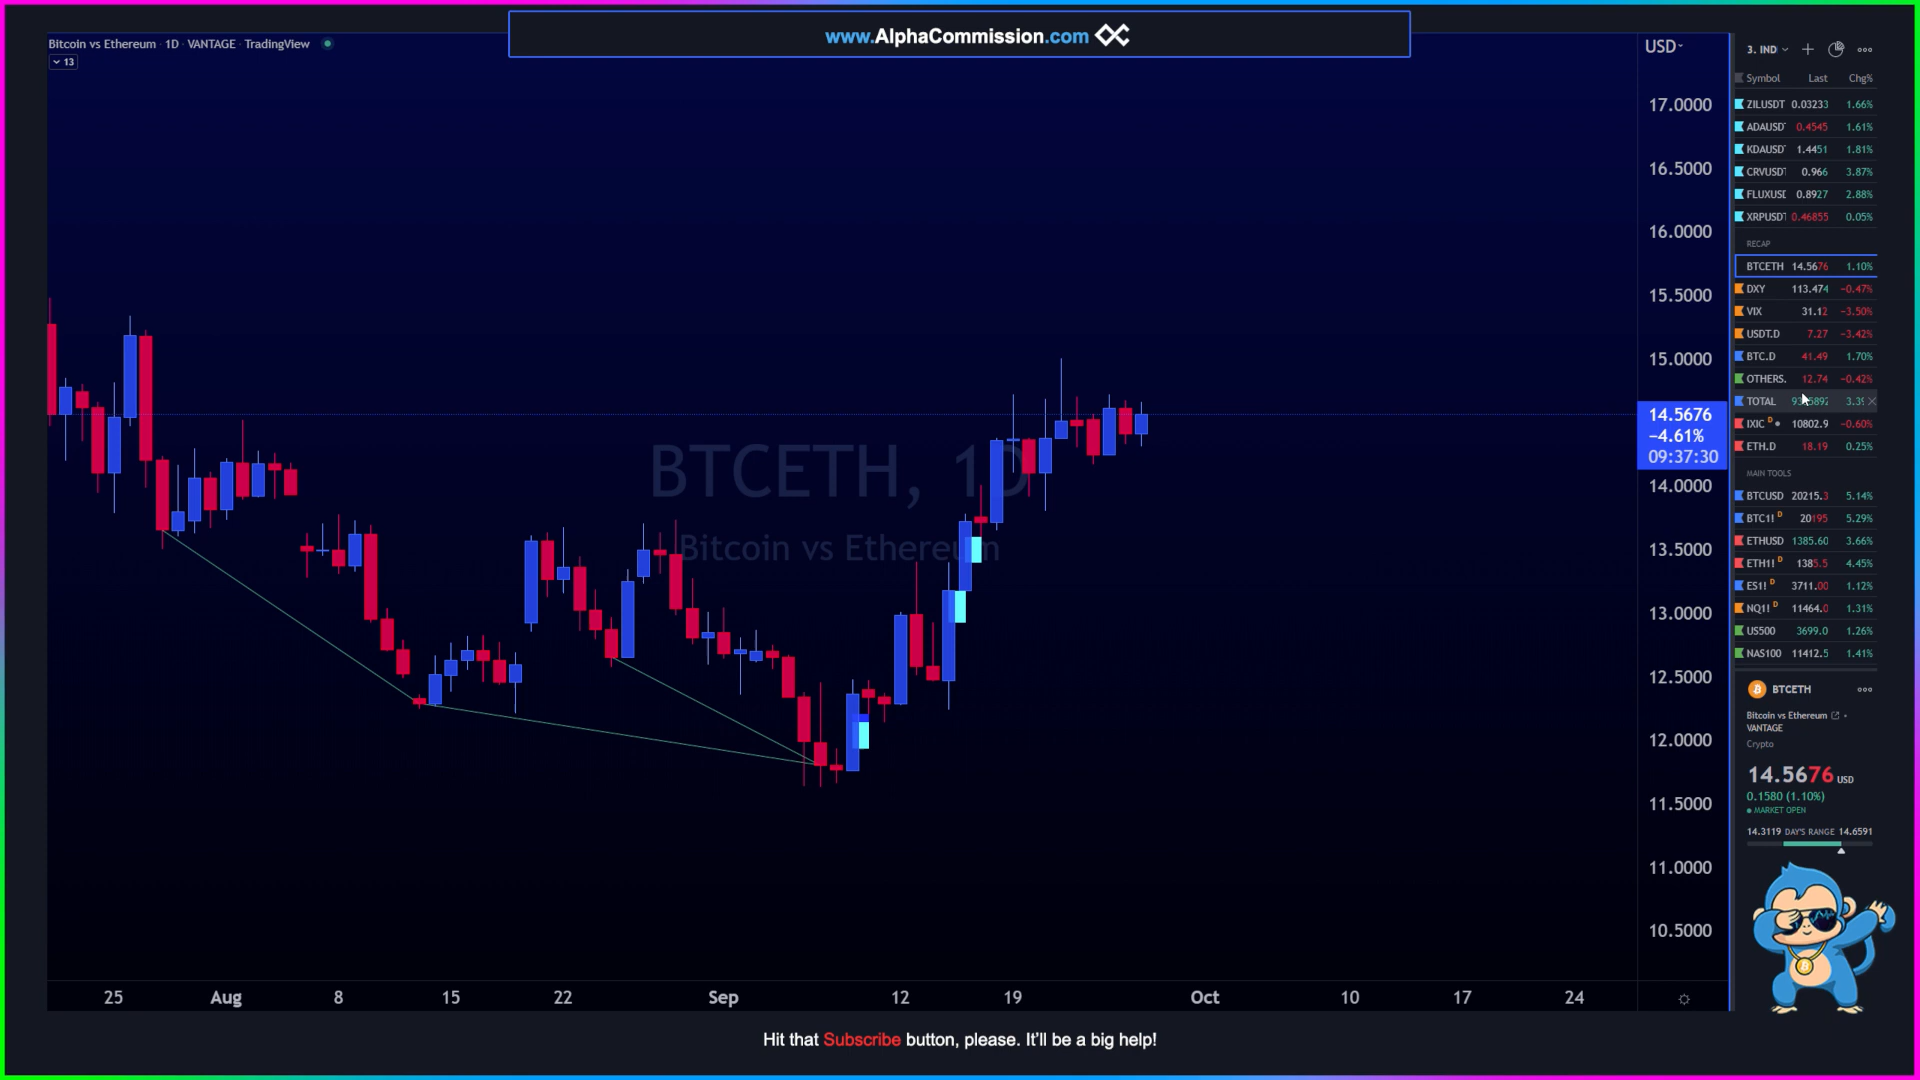 www.AlphaCommission.com
Bitcoin vs Ethereum · 1D · VANTAGE · TradingView
13
USD
17.0000
16.5000
16.0000
15.5000
15.0000
14.5676
−4.61%
09:37:30
14.0000
13.5000
13.0000
12.5000
12.0000
11.5000
11.0000
10.5000
BTCETH, 1D
Bitcoin vs Ethereum
25 Aug 8 15 22 Sep 12 19 Oct 10 17 24
3. IND
Symbol Last Chg%
ZILUSDT 0.03233 1.66%
ADAUSDT 0.4545 1.61%
KDAUSDT 1.4451 1.81%
CRVUSDT 0.966 3.87%
FLUXUSD 0.8927 2.88%
XRPUSDT 0.46855 0.05%
RECAP
BTCETH 14.5676 1.10%
DXY 113.474 −0.47%
VIX 31.12 −3.50%
USDT.D 7.27 −3.42%
BTC.D 41.49 1.70%
OTHERS. 12.74 −0.42%
TOTAL 3.39
IXIC D 10802.9 −0.60%
ETH.D 18.19 0.25%
MAIN TOOLS
BTCUSD 20215.3 5.14%
BTC1! D 20195 5.29%
ETHUSD 1385.60 3.66%
ETH1! D 1385.5 4.45%
ES1! D 3711.00 1.12%
NQ1! D 11464.0 1.31%
US500 3699.0 1.26%
NAS100 11412.5 1.41%
BTCETH
Bitcoin vs Ethereum
VANTAGE
Crypto
14.5676 USD
0.1580 (1.10%)
MARKET OPEN
14.3119 DAY'S RANGE 14.6591
Hit that Subscribe button, please. It'll be a big help!